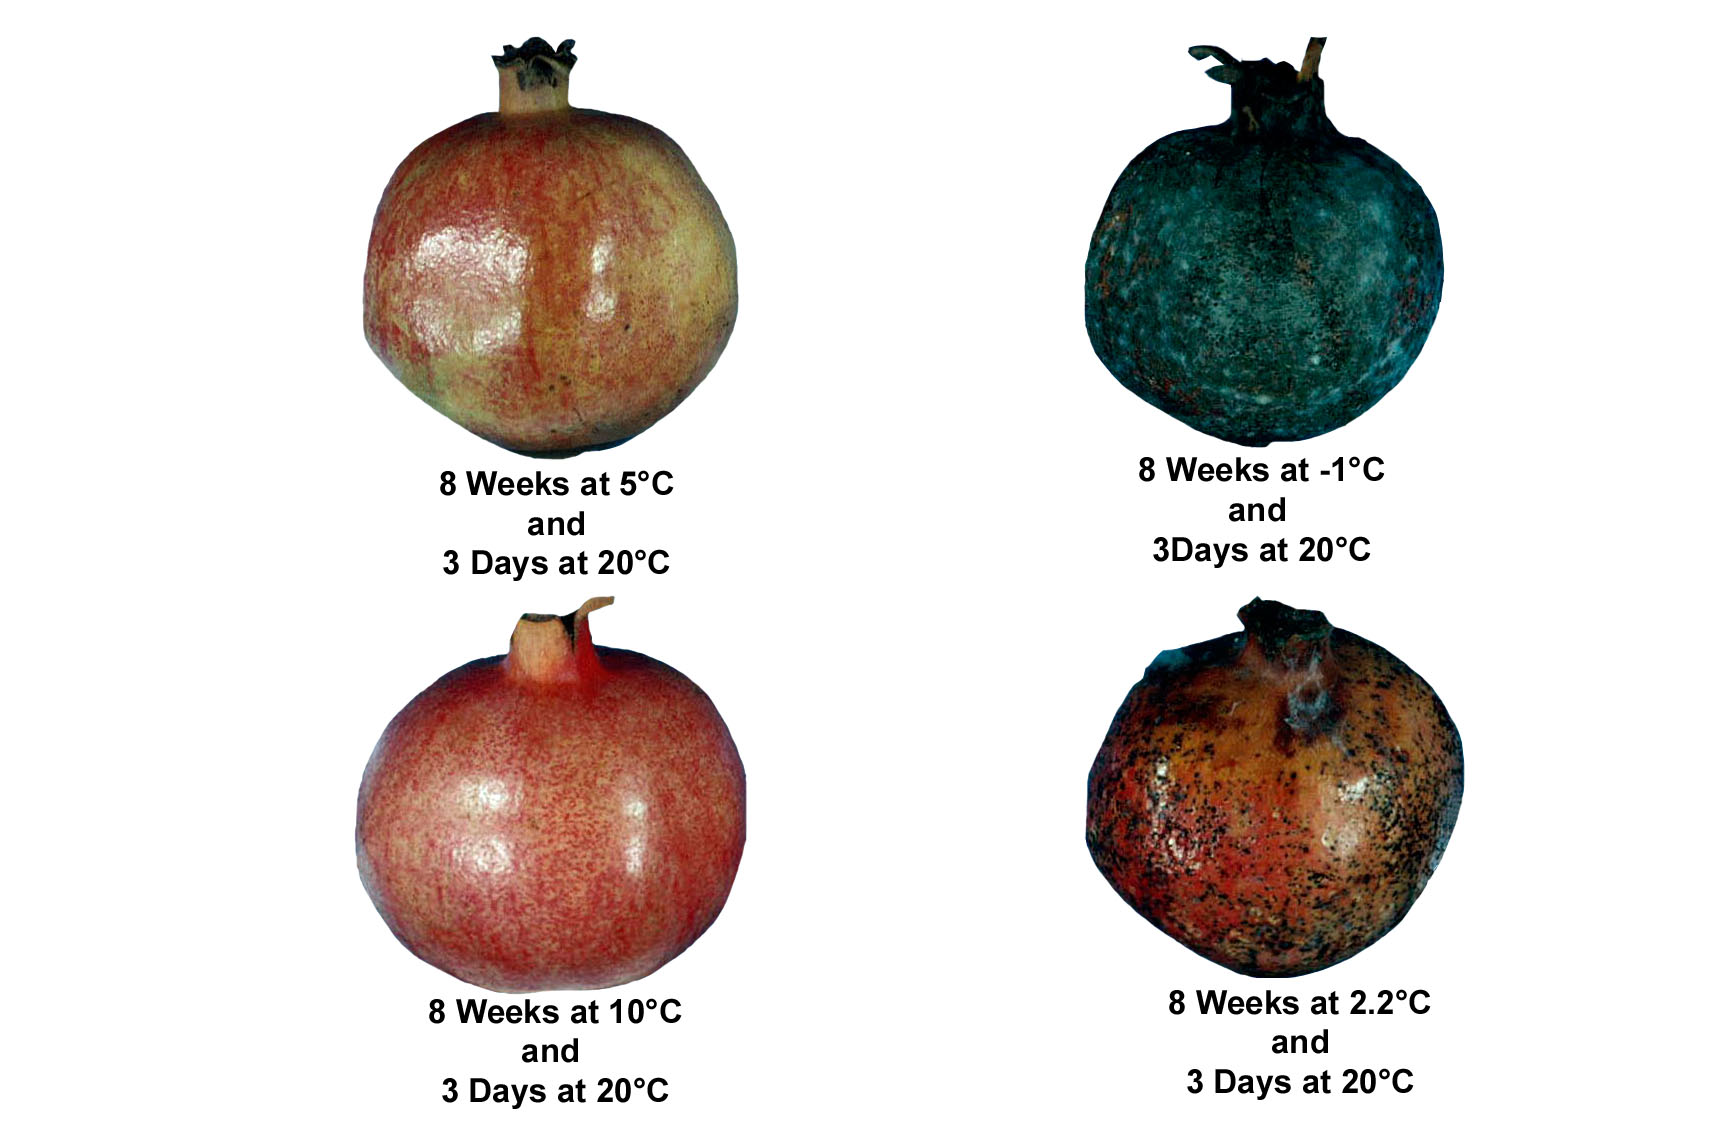 8 Weeks at 5°C
and
3 Days at 20°C
8 Weeks at -1°C
and
3Days at 20°C
8 Weeks at 10°C
and
3 Days at 20°C
8 Weeks at 2.2°C
and
3 Days at 20°C